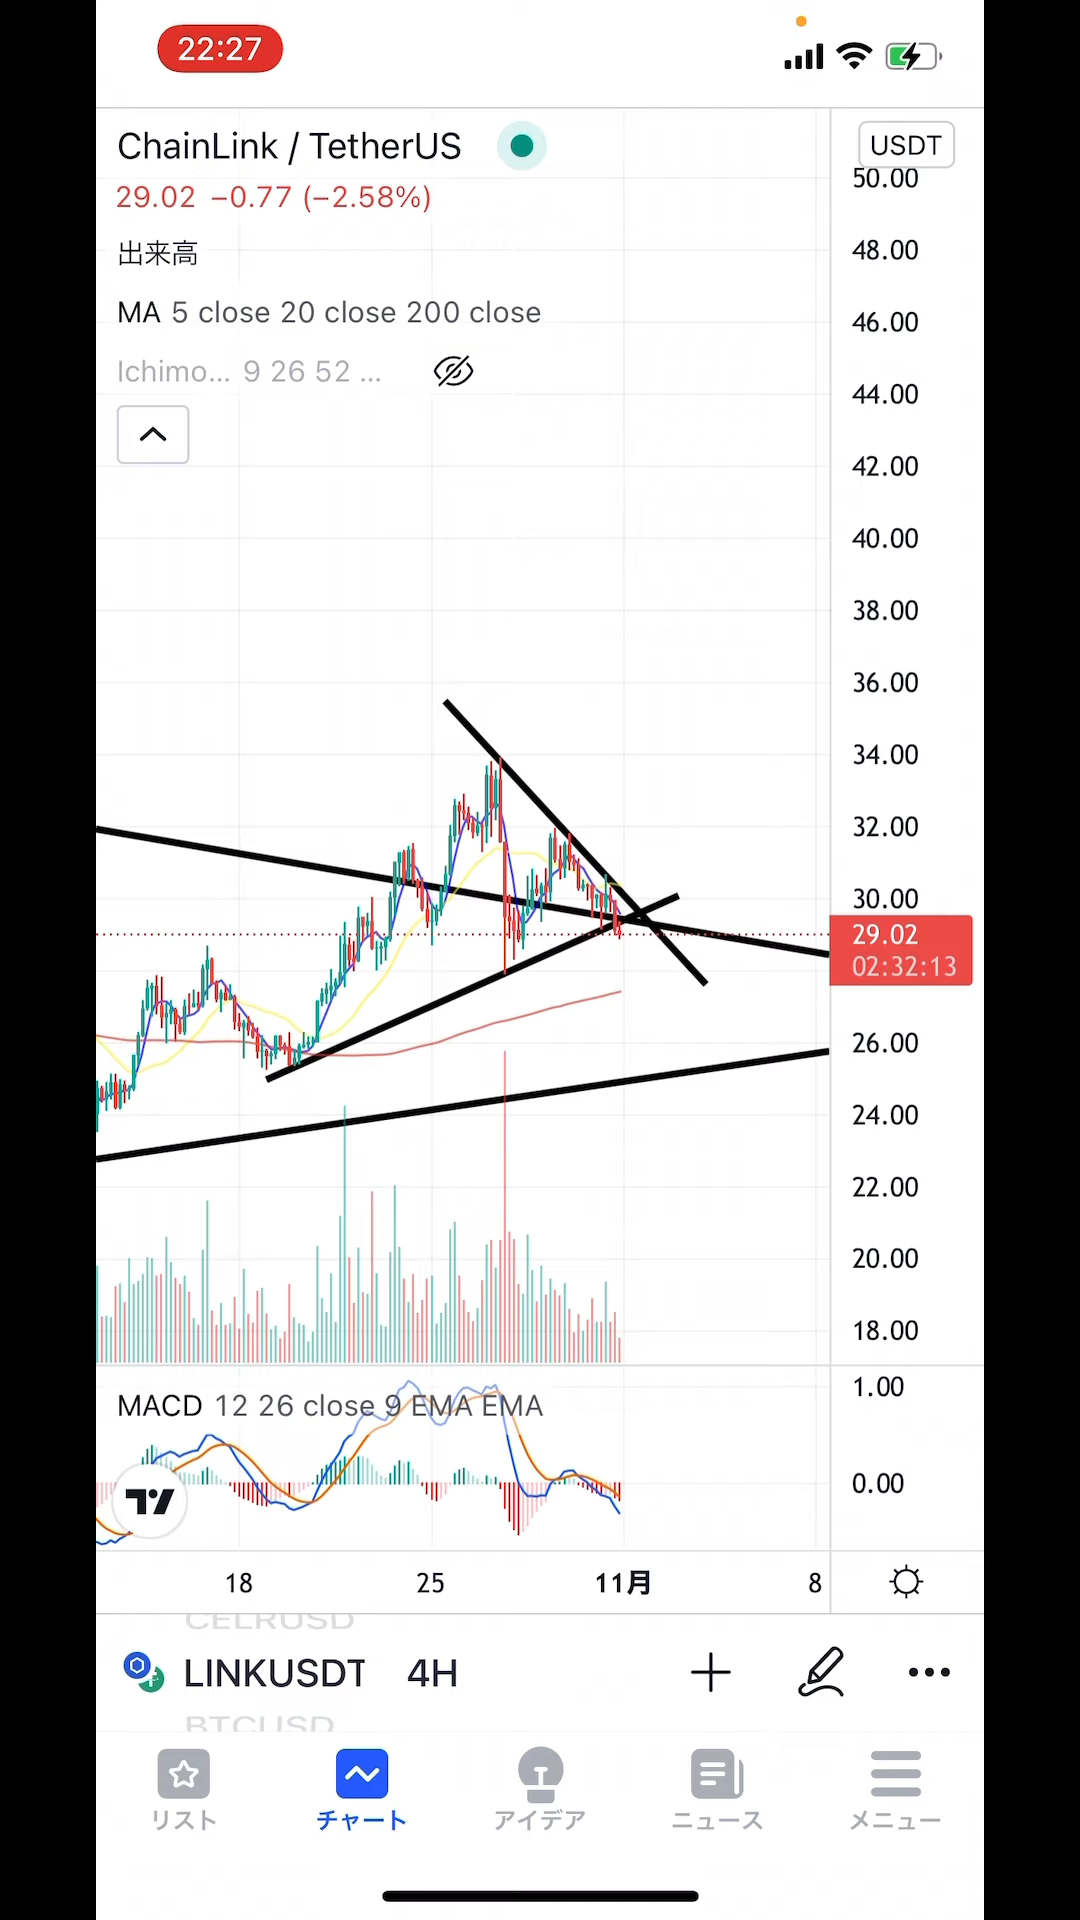 22:27
ChainLink / TetherUS
USDT
29.02 −0.77 (−2.58%)
出来高
MA 5 close 20 close 200 close
Ichimo... 9 26 52 ...
50.00
48.00
46.00
44.00
42.00
40.00
38.00
36.00
34.00
32.00
30.00
29.02
02:32:13
26.00
24.00
22.00
20.00
18.00
MACD 12 26 close 9 EMA EMA
1.00
0.00
18 25 11月 8
CELRUSD
LINKUSDT 4H
BTCUSD
リスト チャート アイデア ニュース メニュー